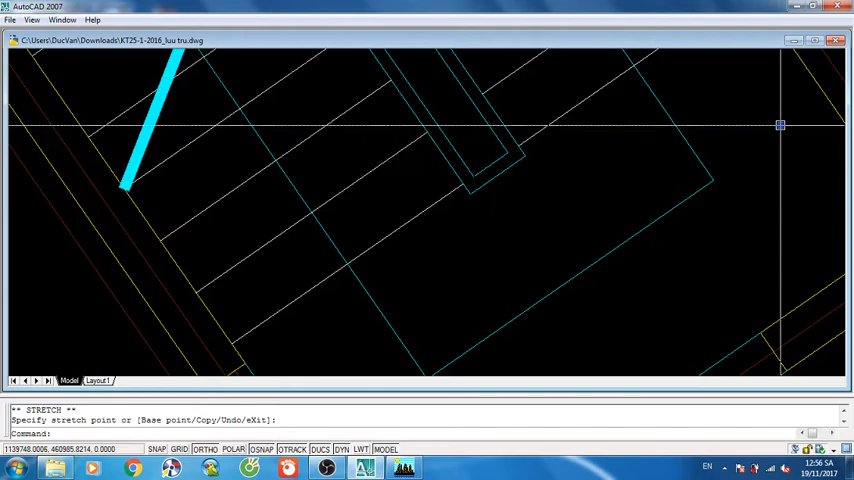 AutoCAD 2007
File View Window Help
C:\Users\DucVan\Downloads\KT25-1-2016_luu tru.dwg
Model Layout1
** STRETCH **
Specify stretch point or [Base point/Copy/Undo/eXit]:
Command:
1139748.0006, 460985.8214, 0.0000 SNAP GRID ORTHO POLAR OSNAP OTRACK DUCS DYN LWT MODEL
EN 12:56 SA
19/11/2017